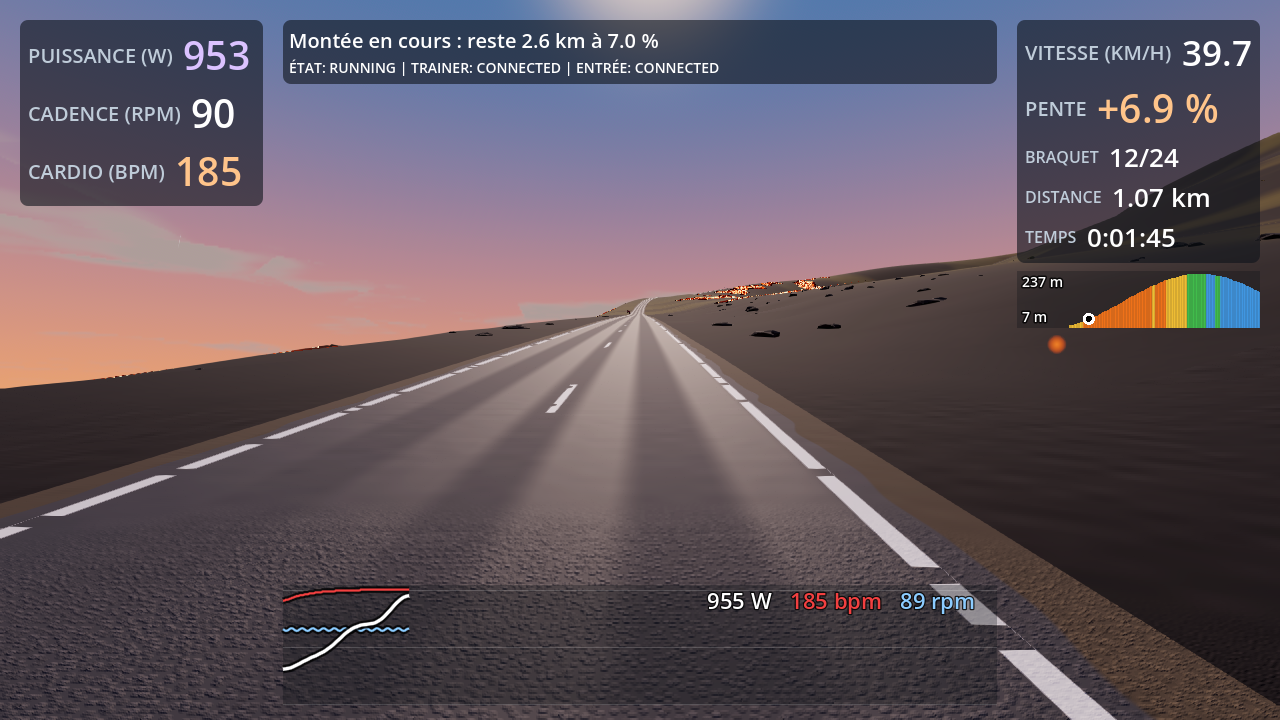 PUISSANCE (W) 953
CADENCE (RPM) 90
CARDIO (BPM) 185
Montée en cours : reste 2.6 km à 7.0 %
ÉTAT: RUNNING | TRAINER: CONNECTED | ENTRÉE: CONNECTED
VITESSE (KM/H) 39.7
PENTE +6.9 %
BRAQUET 12/24
DISTANCE 1.07 km
TEMPS 0:01:45
237 m
7 m
955 W 185 bpm 89 rpm